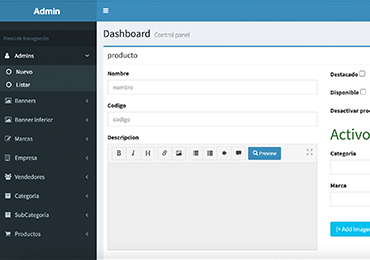 Admin
Menú de Navegación
Admins
Nuevo
Listar
Banners
Banner inferior
Marcas
Empresa
Vendedores
Categoria
SubCategoria
Productos
Dashboard Control panel
producto
Nombre
nombre
Codigo
codigo
Descripcion
B I H Preview
Destacado
Disponible
Desactivar pro
Activo
Categoria
Marca
[+ Add Image